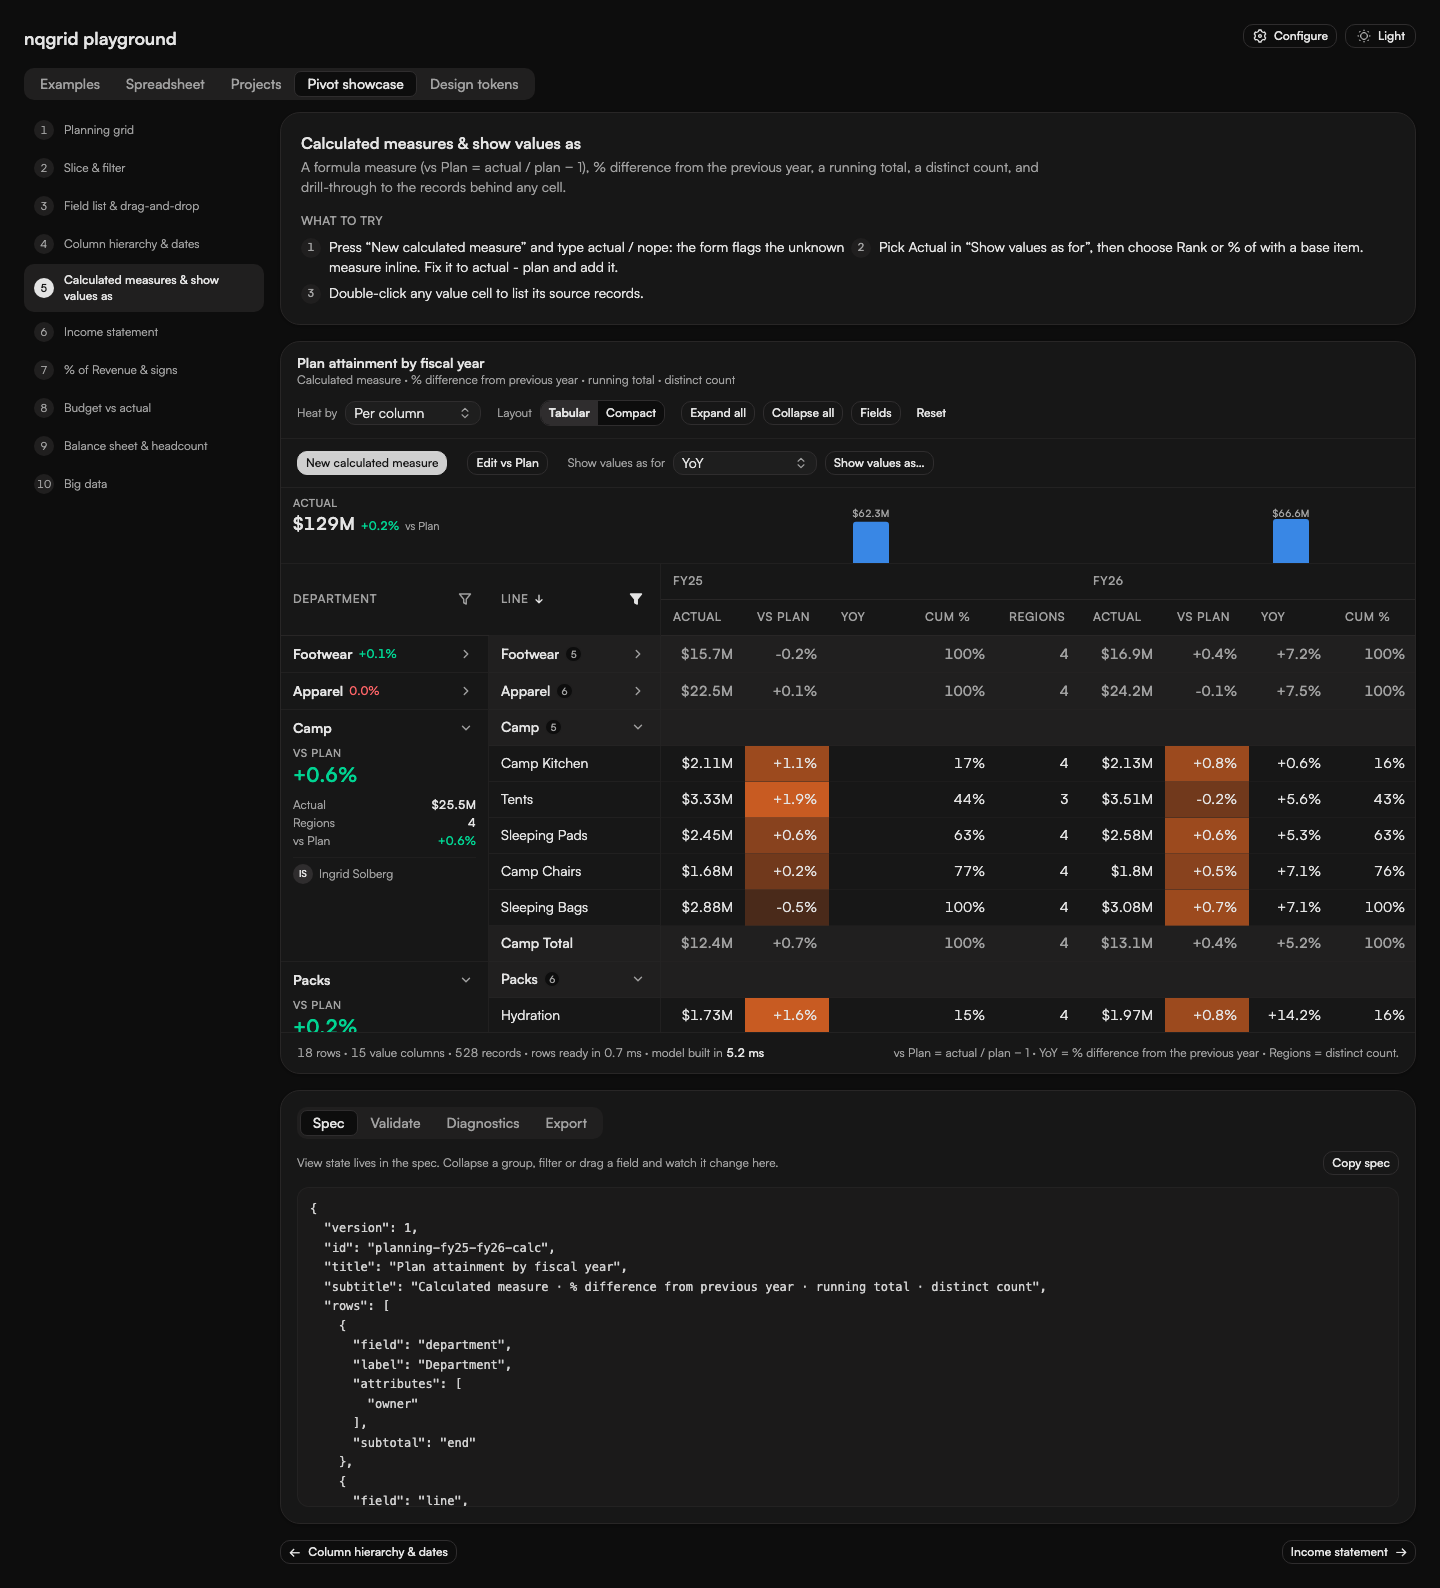 nqgrid playground
Configure
Light
Examples
Spreadsheet
Projects
Pivot showcase
Design tokens
1 Planning grid
2 Slice & filter
3 Field list & drag-and-drop
4 Column hierarchy & dates
5 Calculated measures & show
values as
6 Income statement
7 % of Revenue & signs
8 Budget vs actual
9 Balance sheet & headcount
10 Big data
Calculated measures & show values as
A formula measure (vs Plan = actual / plan − 1), % difference from the previous year, a running total, a distinct count, and
drill-through to the records behind any cell.
WHAT TO TRY
1 Press “New calculated measure” and type actual / nope: the form flags the unknown
measure inline. Fix it to actual - plan and add it.
2 Pick Actual in “Show values as for”, then choose Rank or % of with a base item.
3 Double-click any value cell to list its source records.
Plan attainment by fiscal year
Calculated measure · % difference from previous year · running total · distinct count
Heat by Per column Layout Tabular Compact Expand all Collapse all Fields Reset
New calculated measure Edit vs Plan Show values as for YoY Show values as...
ACTUAL
$129M +0.2% vs Plan
$62.3M
$66.6M
DEPARTMENT LINE ↓
FY25 FY26
ACTUAL VS PLAN YOY CUM % REGIONS ACTUAL VS PLAN YOY CUM %
Footwear +0.1% Footwear 5 $15.7M -0.2% 100% 4 $16.9M +0.4% +7.2% 100%
Apparel 0.0% Apparel 6 $22.5M +0.1% 100% 4 $24.2M -0.1% +7.5% 100%
Camp Camp 5
VS PLAN
+0.6%
Actual $25.5M
Regions 4
vs Plan +0.6%
IS Ingrid Solberg
Camp Kitchen $2.11M +1.1% 17% 4 $2.13M +0.8% +0.6% 16%
Tents $3.33M +1.9% 44% 3 $3.51M -0.2% +5.6% 43%
Sleeping Pads $2.45M +0.6% 63% 4 $2.58M +0.6% +5.3% 63%
Camp Chairs $1.68M +0.2% 77% 4 $1.8M +0.5% +7.1% 76%
Sleeping Bags $2.88M -0.5% 100% 4 $3.08M +0.7% +7.1% 100%
Camp Total $12.4M +0.7% 100% 4 $13.1M +0.4% +5.2% 100%
Packs Packs 6
VS PLAN
+0.2%
Hydration $1.73M +1.6% 15% 4 $1.97M +0.8% +14.2% 16%
18 rows · 15 value columns · 528 records · rows ready in 0.7 ms · model built in 5.2 ms
vs Plan = actual / plan − 1 · YoY = % difference from the previous year · Regions = distinct count.
Spec
Validate
Diagnostics
Export
View state lives in the spec. Collapse a group, filter or drag a field and watch it change here.
Copy spec
{
"version": 1,
"id": "planning-fy25-fy26-calc",
"title": "Plan attainment by fiscal year",
"subtitle": "Calculated measure · % difference from previous year · running total · distinct count",
"rows": [
{
"field": "department",
"label": "Department",
"attributes": [
"owner"
],
"subtotal": "end"
},
{
"field": "line",
← Column hierarchy & dates
Income statement →